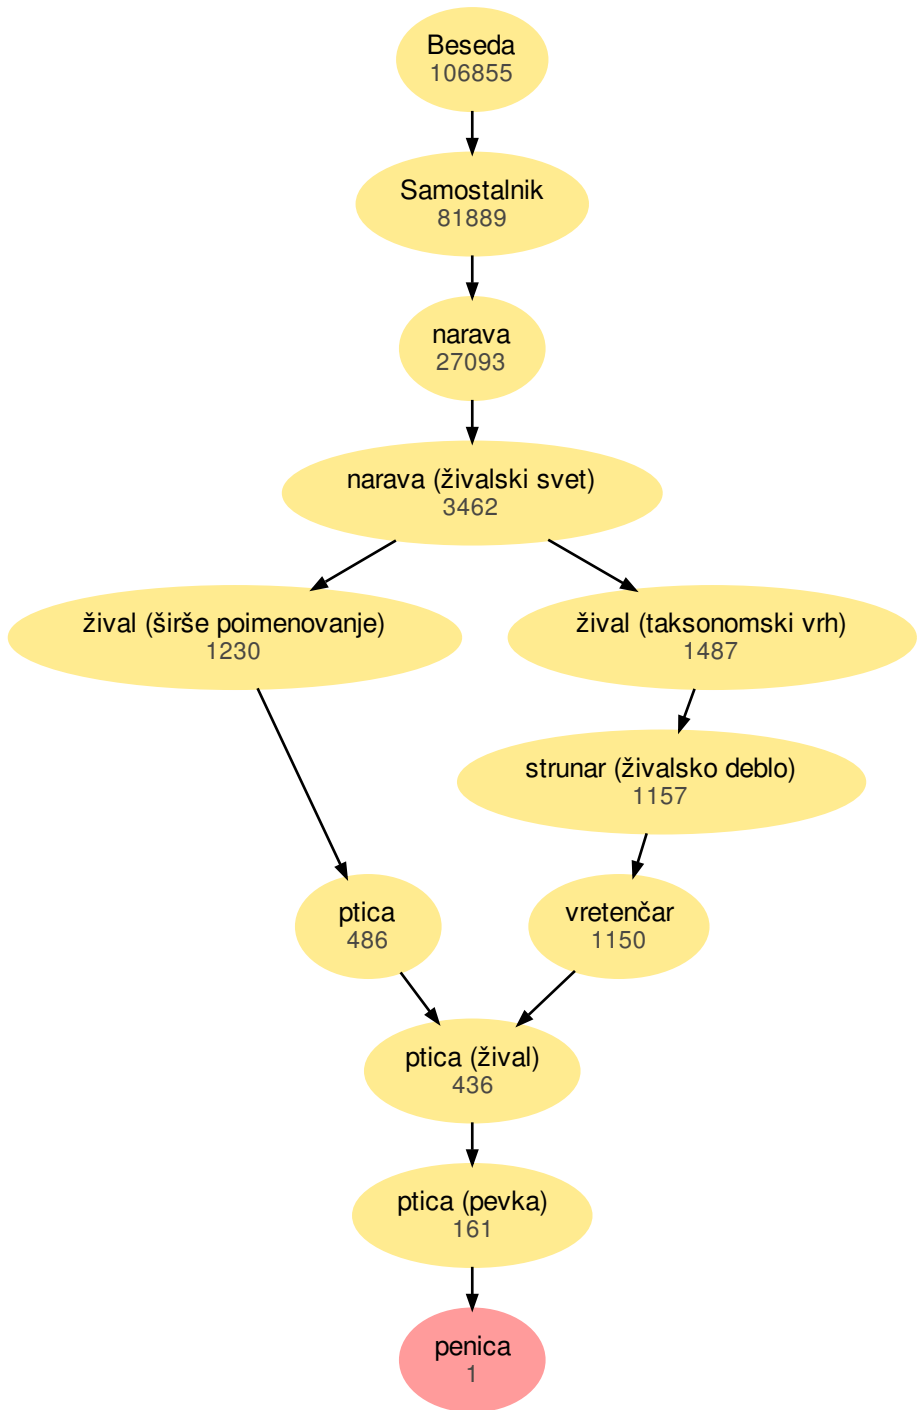 Beseda
106855
Samostalnik
81889
narava
27093
narava (živalski svet)
3462
žival (širše poimenovanje)
1230
žival (taksonomski vrh)
1487
strunar (živalsko deblo)
1157
ptica
486
vretenčar
1150
ptica (žival)
436
ptica (pevka)
161
penica
1